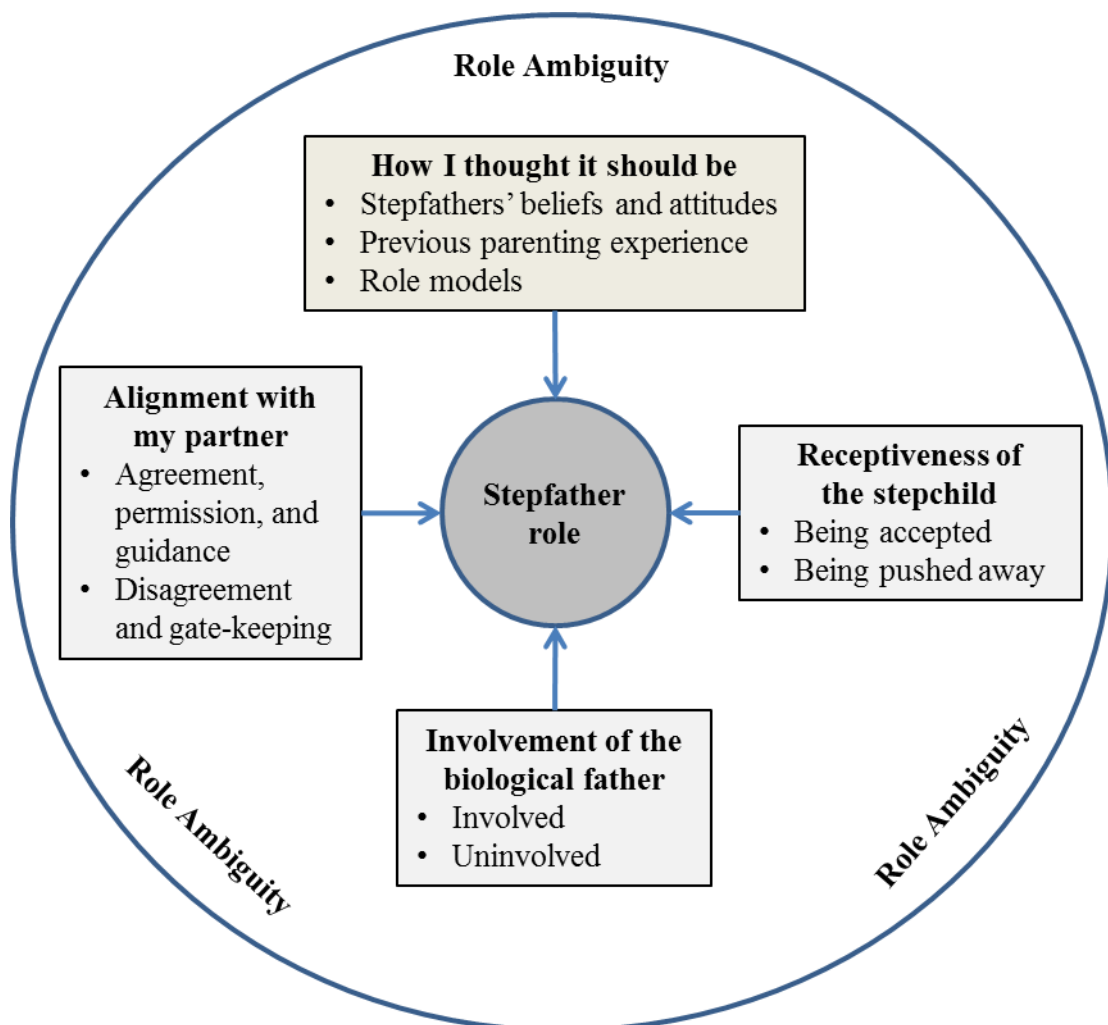 Role Ambiguity
How I thought it should be
• Stepfathers’ beliefs and attitudes
• Previous parenting experience
• Role models
Alignment with
my partner
• Agreement,
permission, and
guidance
• Disagreement
and gate-keeping
Stepfather
role
Receptiveness of
the stepchild
• Being accepted
• Being pushed away
Involvement of the
biological father
• Involved
• Uninvolved
Role Ambiguity
Role Ambiguity